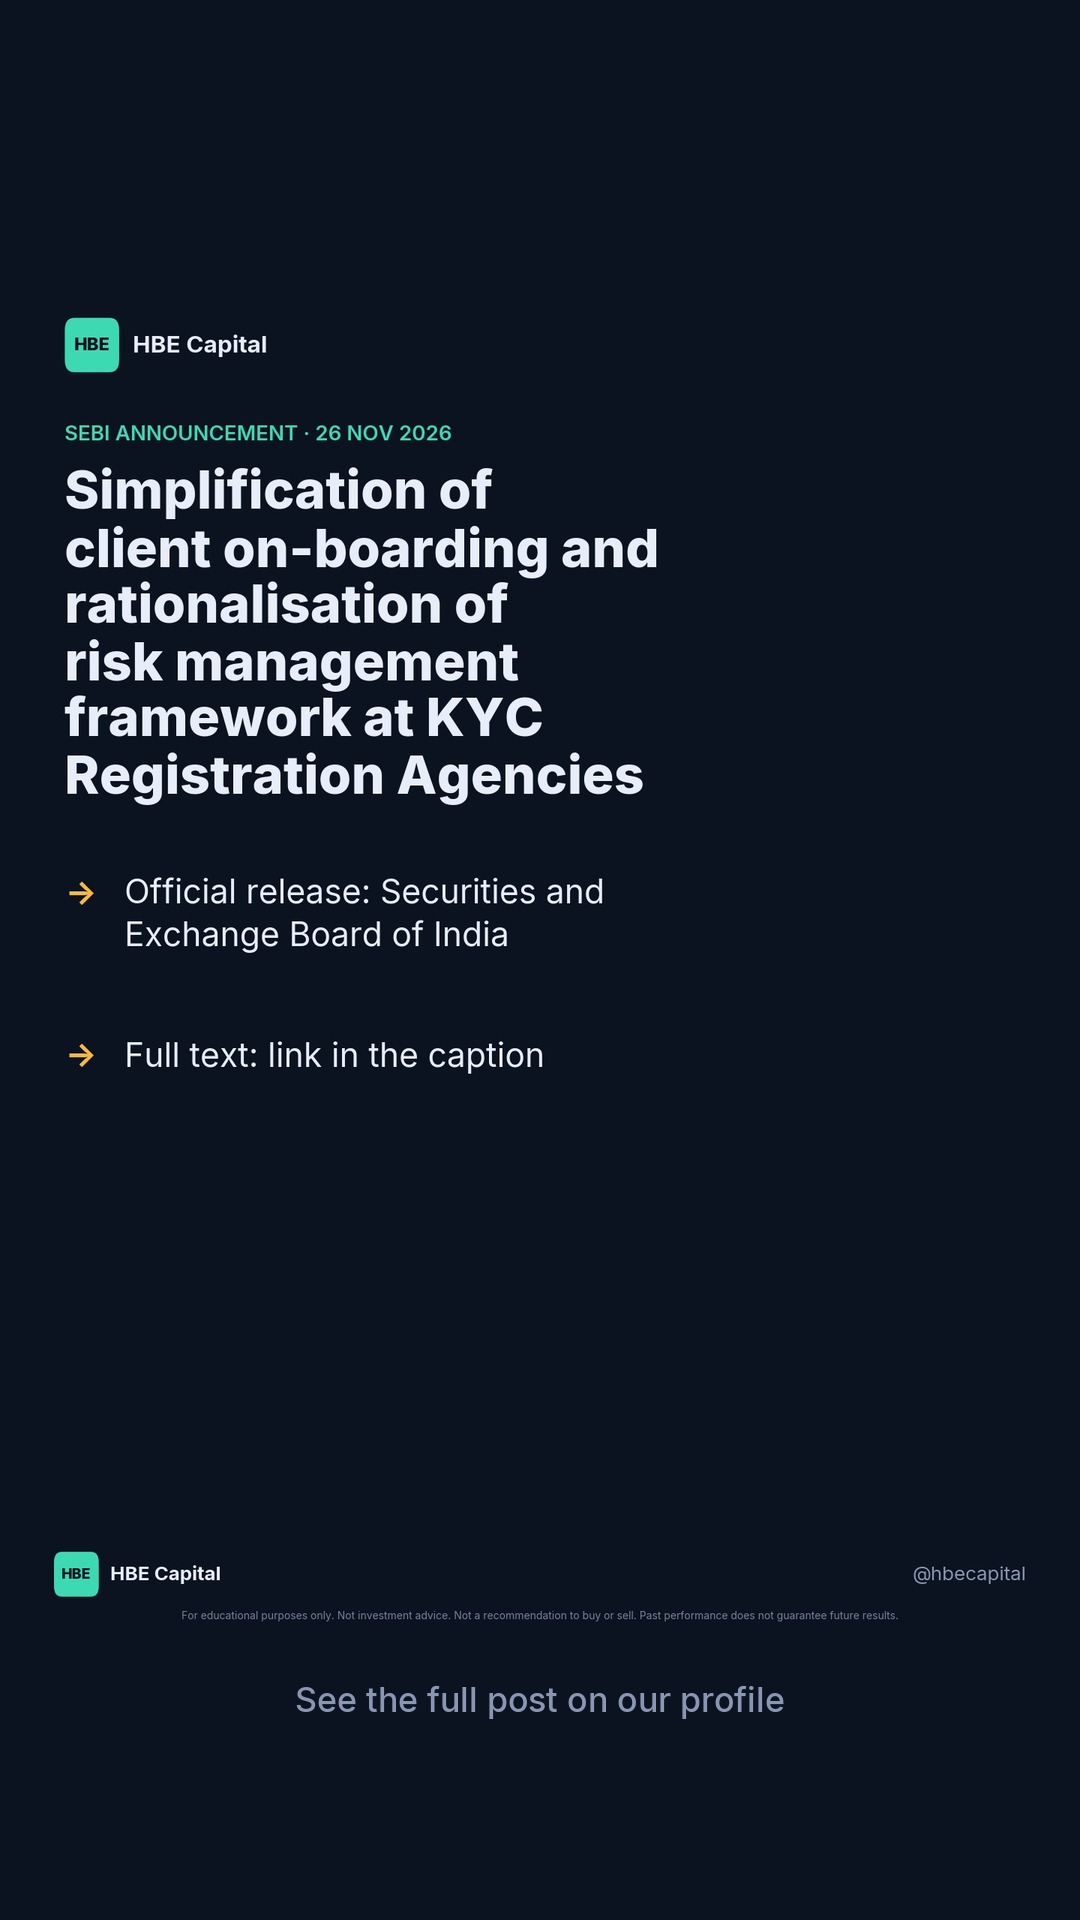 HBE HBE Capital
SEBI ANNOUNCEMENT · 26 NOV 2026
Simplification of
client on-boarding and
rationalisation of
risk management
framework at KYC
Registration Agencies
→ Official release: Securities and
Exchange Board of India
→ Full text: link in the caption
HBE HBE Capital @hbecapital
For educational purposes only. Not investment advice. Not a recommendation to buy or sell. Past performance does not guarantee future results.
See the full post on our profile